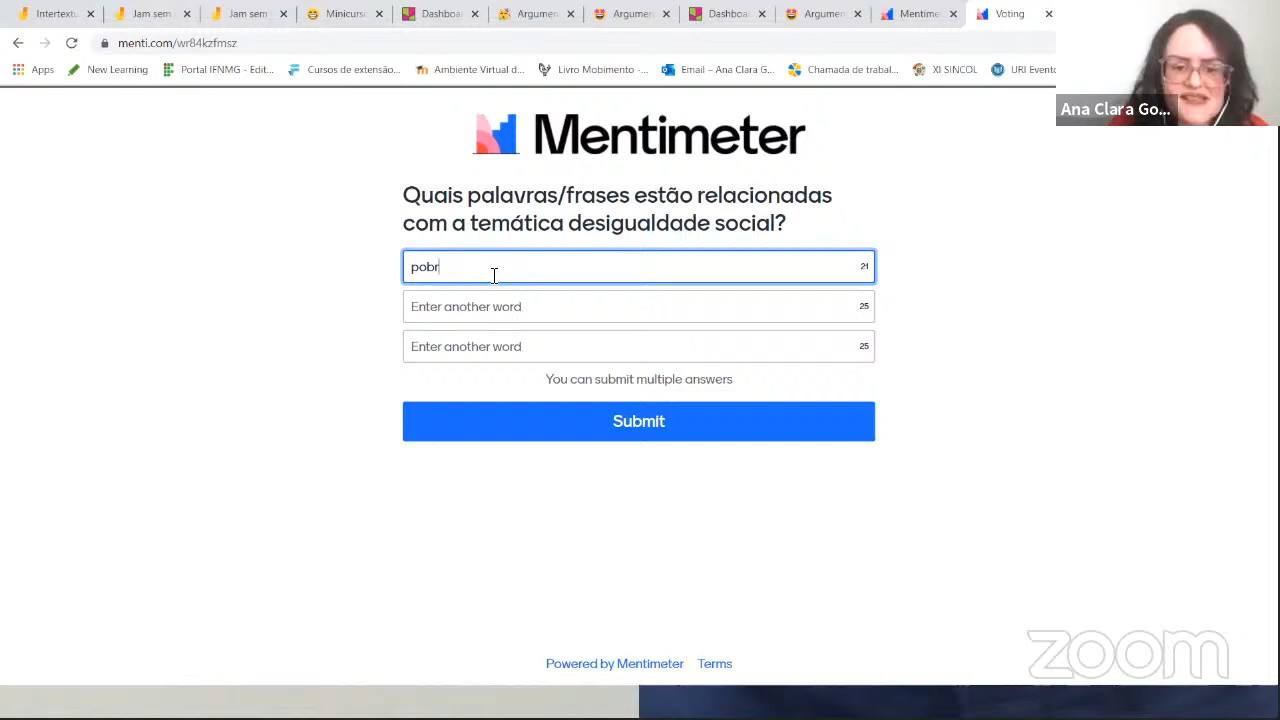 Intertextu
Jam sem
Jam sem
Minicurso
Dashboa
Argumen
Argumen
Dashboa
Argumen
Mentime
Voting
menti.com/wr84kzfmsz
Apps
New Learning
Portal IFNMG - Edit...
Cursos de extensão...
Ambiente Virtual d...
Livro Mobimento -...
Email – Ana Clara G...
Chamada de trabal...
XI SINCOL
URI Evento
Ana Clara Go...
Mentimeter
Quais palavras/frases estão relacionadas
com a temática desigualdade social?
pobr 21
Enter another word 25
Enter another word 25
You can submit multiple answers
Submit
zoom
Powered by Mentimeter Terms